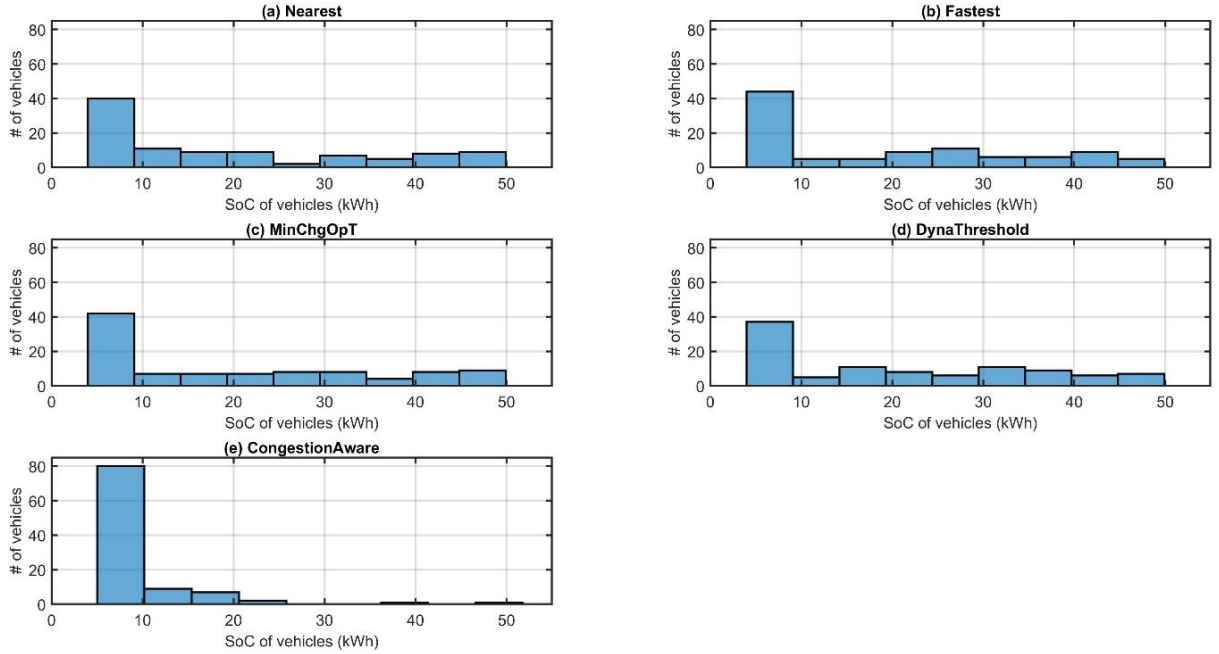 (a) Nearest
80
60
40
20
0
# of vehicles
0 10 20 30 40 50
SoC of vehicles (kWh)
(b) Fastest
80
60
40
20
0
# of vehicles
0 10 20 30 40 50
SoC of vehicles (kWh)
(c) MinChgOpT
80
60
40
20
0
# of vehicles
0 10 20 30 40 50
SoC of vehicles (kWh)
(d) DynaThreshold
80
60
40
20
0
# of vehicles
0 10 20 30 40 50
SoC of vehicles (kWh)
(e) CongestionAware
80
60
40
20
0
# of vehicles
0 10 20 30 40 50
SoC of vehicles (kWh)